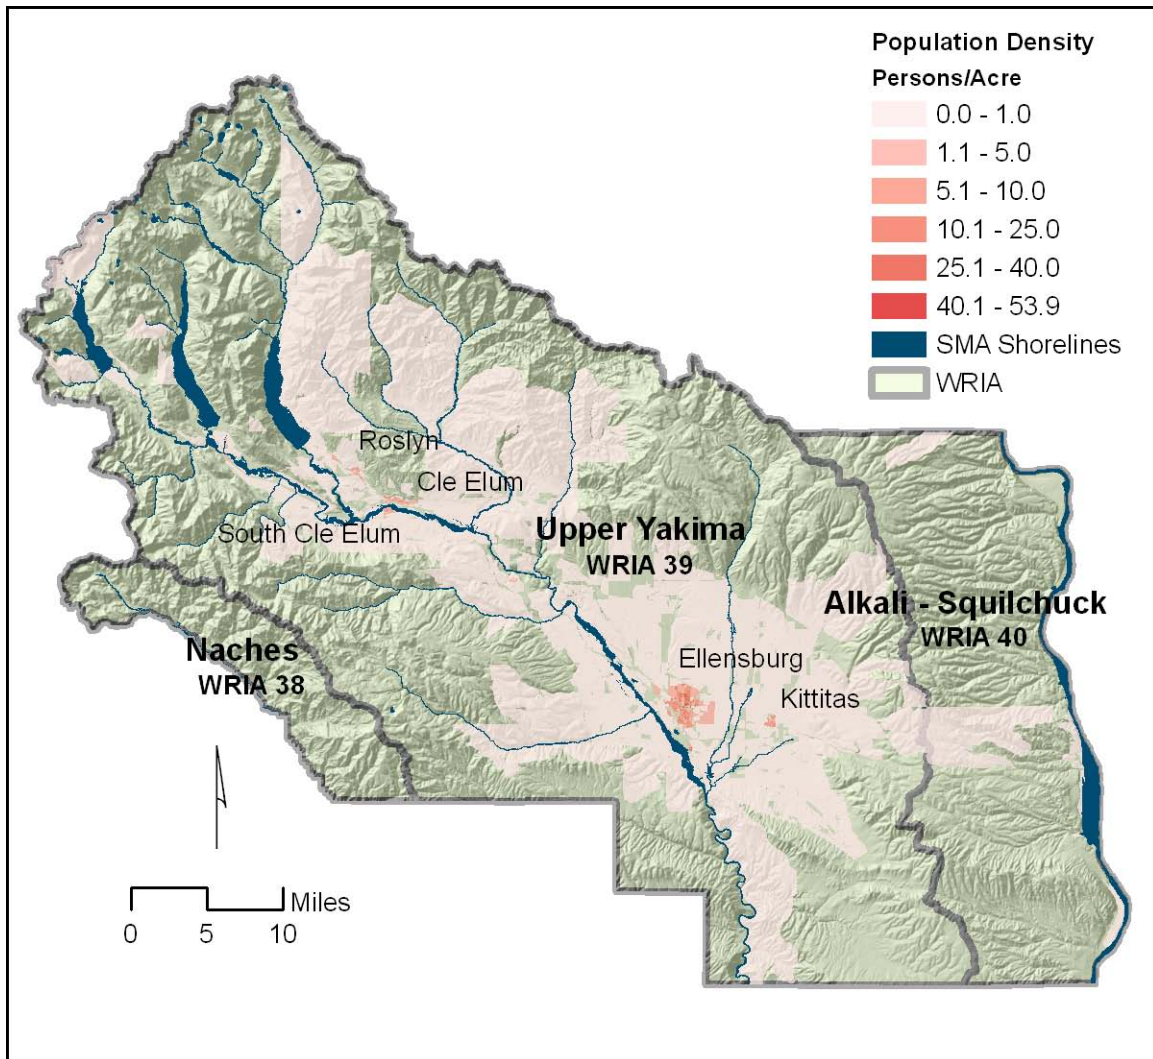 Population Density
Persons/Acre
0.0 - 1.0
1.1 - 5.0
5.1 - 10.0
10.1 - 25.0
25.1 - 40.0
40.1 - 53.9
SMA Shorelines
WRIA
Roslyn
Cle Elum
South Cle Elum
Upper Yakima
WRIA 39
Alkali - Squilchuck
WRIA 40
Naches
WRIA 38
Ellensburg
Kittitas
Miles
0 5 10